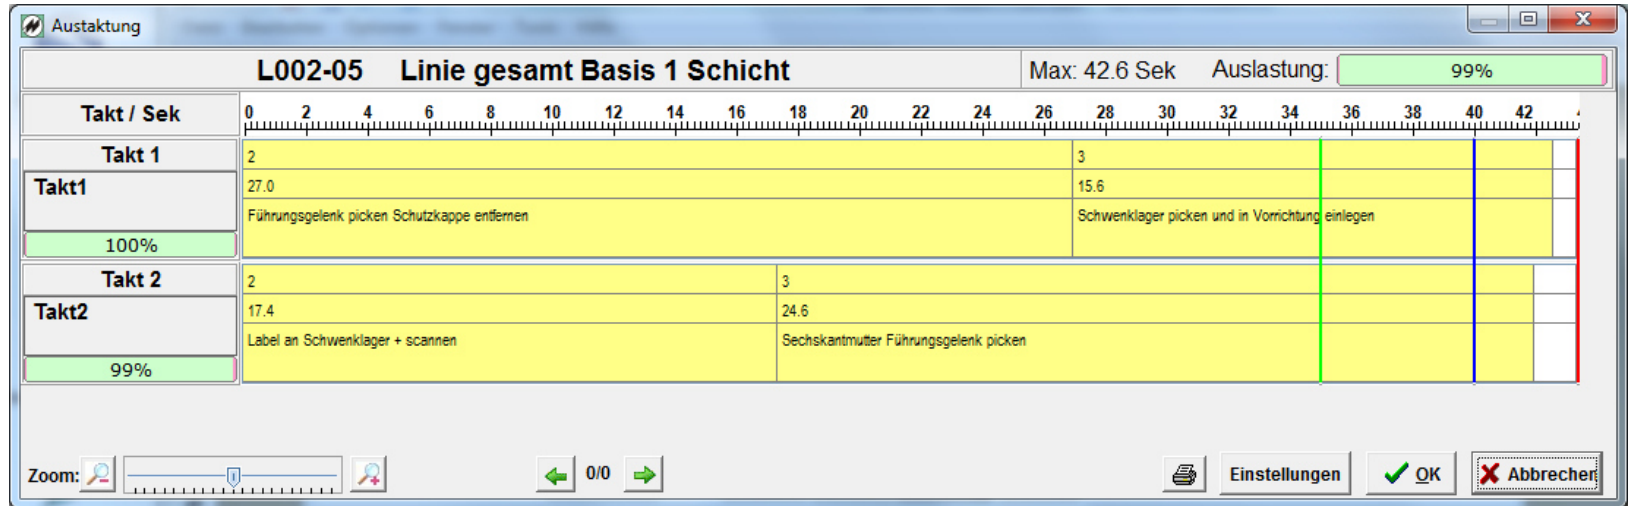 Austaktung
L002-05 Linie gesamt Basis 1 Schicht Max: 42.6 Sek Auslastung: 99%
Takt / Sek 0 2 4 6 8 10 12 14 16 18 20 22 24 26 28 30 32 34 36 38 40 42
Takt 1 2 3
Takt1 27.0 15.6
Führungsgelenk picken Schutzkappe entfernen Schwenklager picken und in Vorrichtung einlegen
100%
Takt 2 2 3
Takt2 17.4 24.6
Label an Schwenklager + scannen Sechskantmutter Führungsgelenk picken
99%
Zoom: 0/0 Einstellungen OK Abbrechen